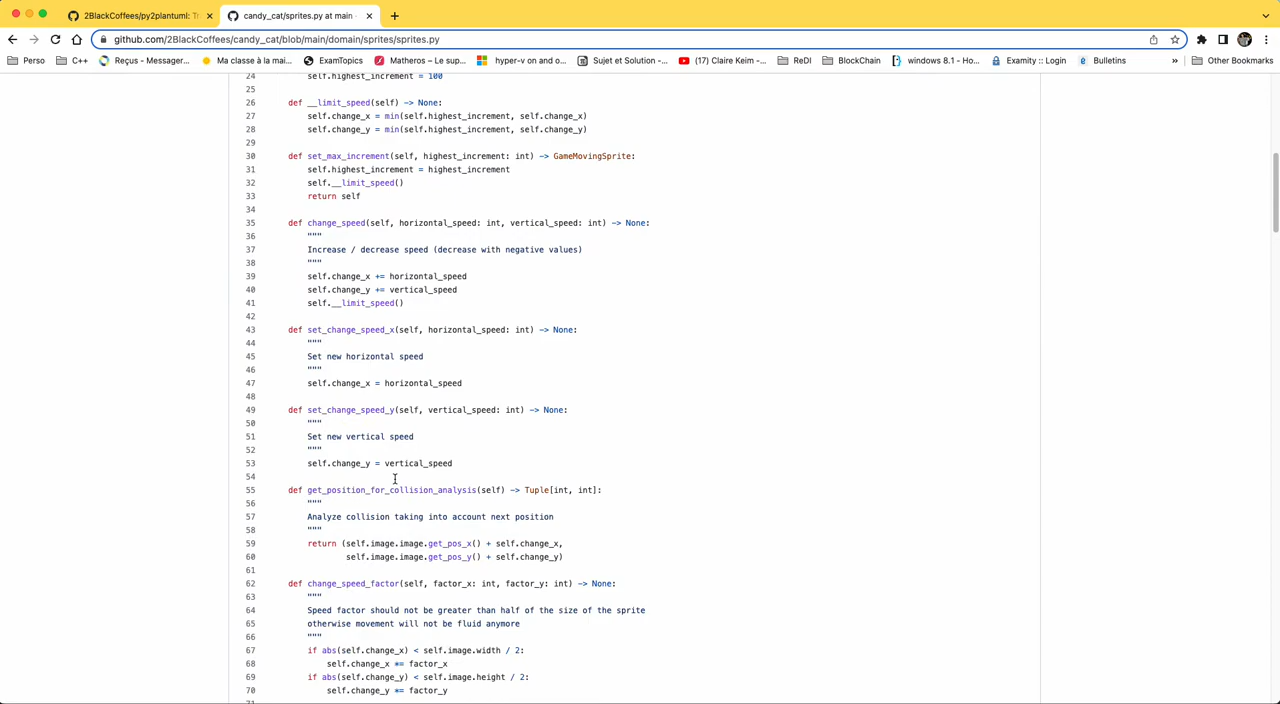 2BlackCoffees/py2plantuml: Tr
candy_cat/sprites.py at main ·
github.com/2BlackCoffees/candy_cat/blob/main/domain/sprites/sprites.py
Perso
C++
Reçus - Messager...
Ma classe à la mai...
ExamTopics
Matheros – Le sup...
hyper-v on and o...
Sujet et Solution -...
(17) Claire Keim -...
ReDI
BlockChain
windows 8.1 - Ho...
Examity :: Login
Bulletins
»
Other Bookmarks
24 self.highest_increment = 100
25
26 def __limit_speed(self) -> None:
27 self.change_x = min(self.highest_increment, self.change_x)
28 self.change_y = min(self.highest_increment, self.change_y)
29
30 def set_max_increment(self, highest_increment: int) -> GameMovingSprite:
31 self.highest_increment = highest_increment
32 self.__limit_speed()
33 return self
34
35 def change_speed(self, horizontal_speed: int, vertical_speed: int) -> None:
36 """
37 Increase / decrease speed (decrease with negative values)
38 """
39 self.change_x += horizontal_speed
40 self.change_y += vertical_speed
41 self.__limit_speed()
42
43 def set_change_speed_x(self, horizontal_speed: int) -> None:
44 """
45 Set new horizontal speed
46 """
47 self.change_x = horizontal_speed
48
49 def set_change_speed_y(self, vertical_speed: int) -> None:
50 """
51 Set new vertical speed
52 """
53 self.change_y = vertical_speed
54
55 def get_position_for_collision_analysis(self) -> Tuple[int, int]:
56 """
57 Analyze collision taking into account next position
58 """
59 return (self.image.image.get_pos_x() + self.change_x,
60 self.image.image.get_pos_y() + self.change_y)
61
62 def change_speed_factor(self, factor_x: int, factor_y: int) -> None:
63 """
64 Speed factor should not be greater than half of the size of the sprite
65 otherwise movement will not be fluid anymore
66 """
67 if abs(self.change_x) < self.image.width / 2:
68 self.change_x *= factor_x
69 if abs(self.change_y) < self.image.height / 2:
70 self.change_y *= factor_y